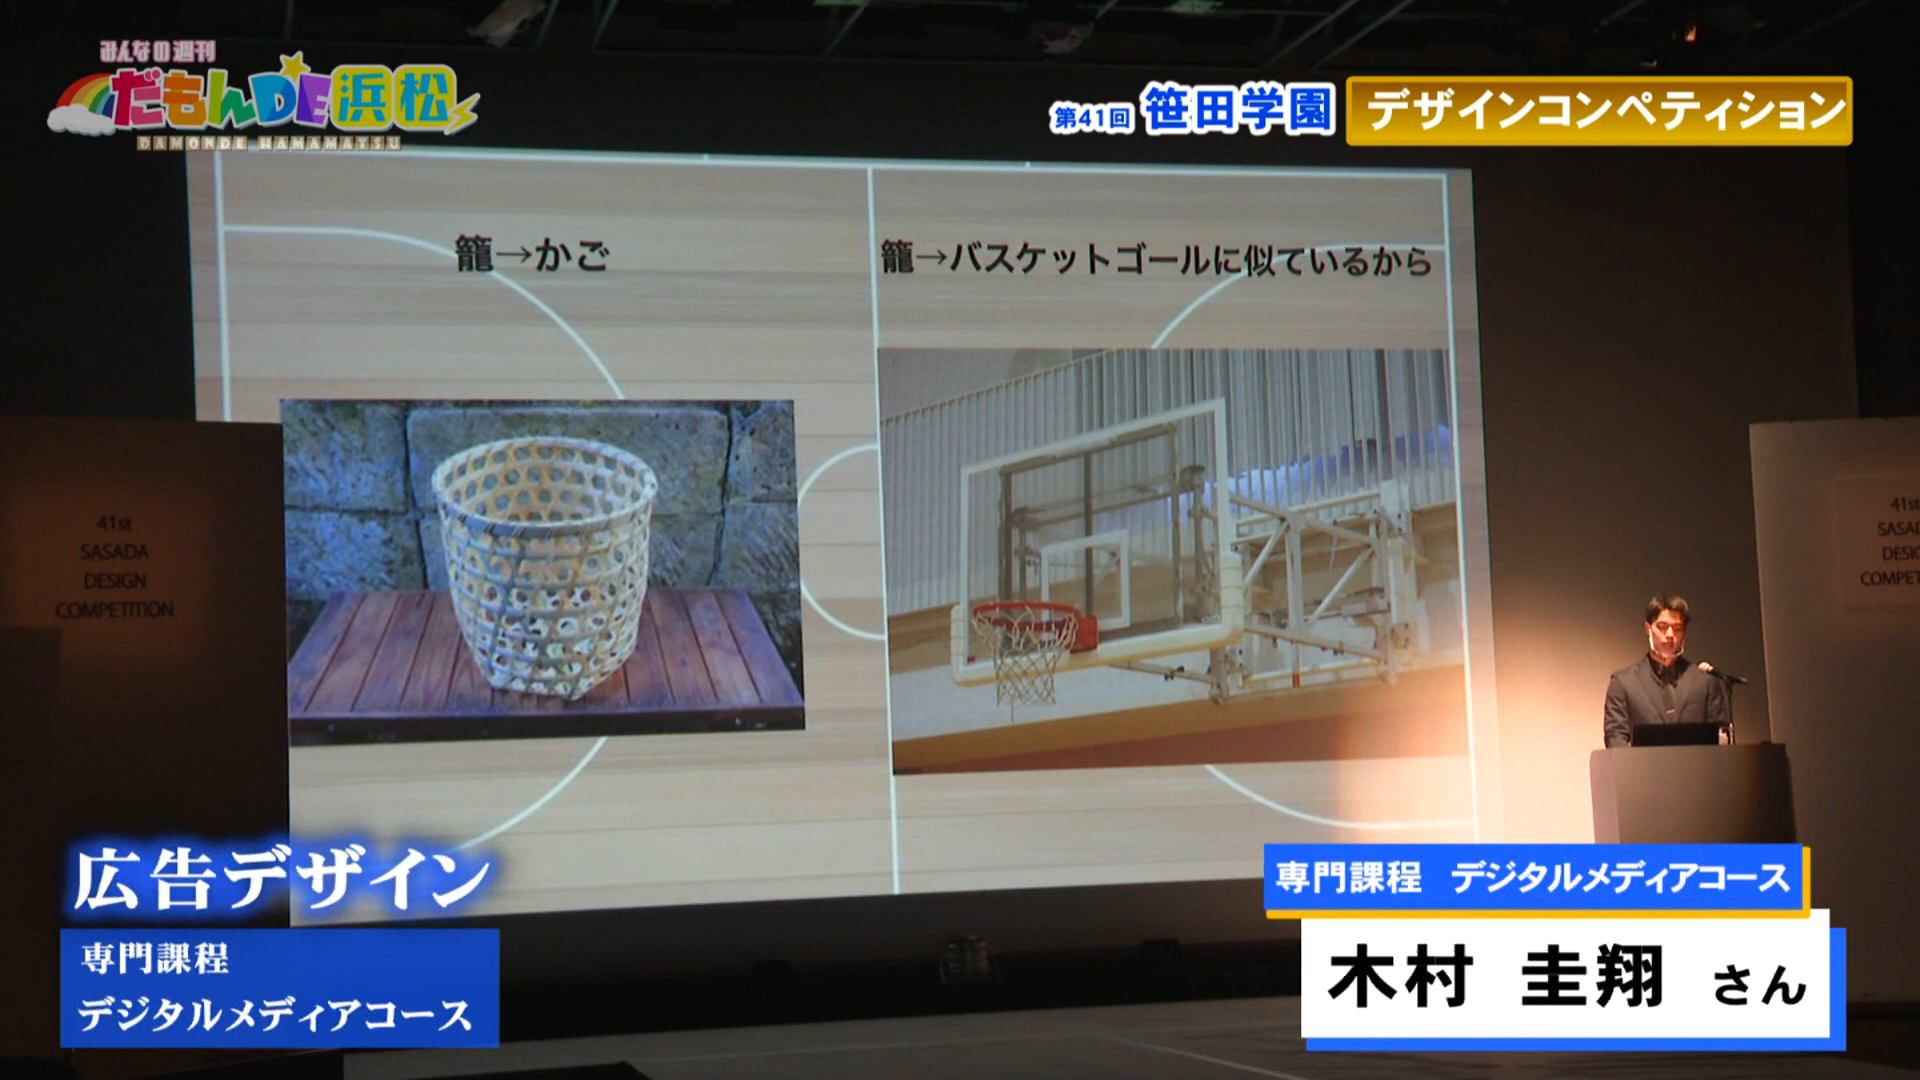 みんなの週刊
だもんDE浜松
DAMONDE HAMAMATSU
第41回 笹田学園 デザインコンペティション
籠→かご
籠→バスケットゴールに似ているから
41st
SASADA
DESIGN
COMPETITION
41st
広告デザイン
専門課程
デジタルメディアコース
専門課程 デジタルメディアコース
木村 圭翔 さん